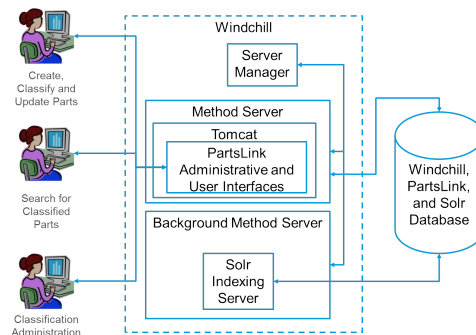 Windchill
Server
Manager
Create,
Classify and
Update Parts
Method Server
Tomcat
PartsLink
Administrative and
User Interfaces
Search for
Classified
Parts
Windchill,
PartsLink,
and Solr
Database
Background Method Server
Solr
Indexing
Server
Classification
Administration